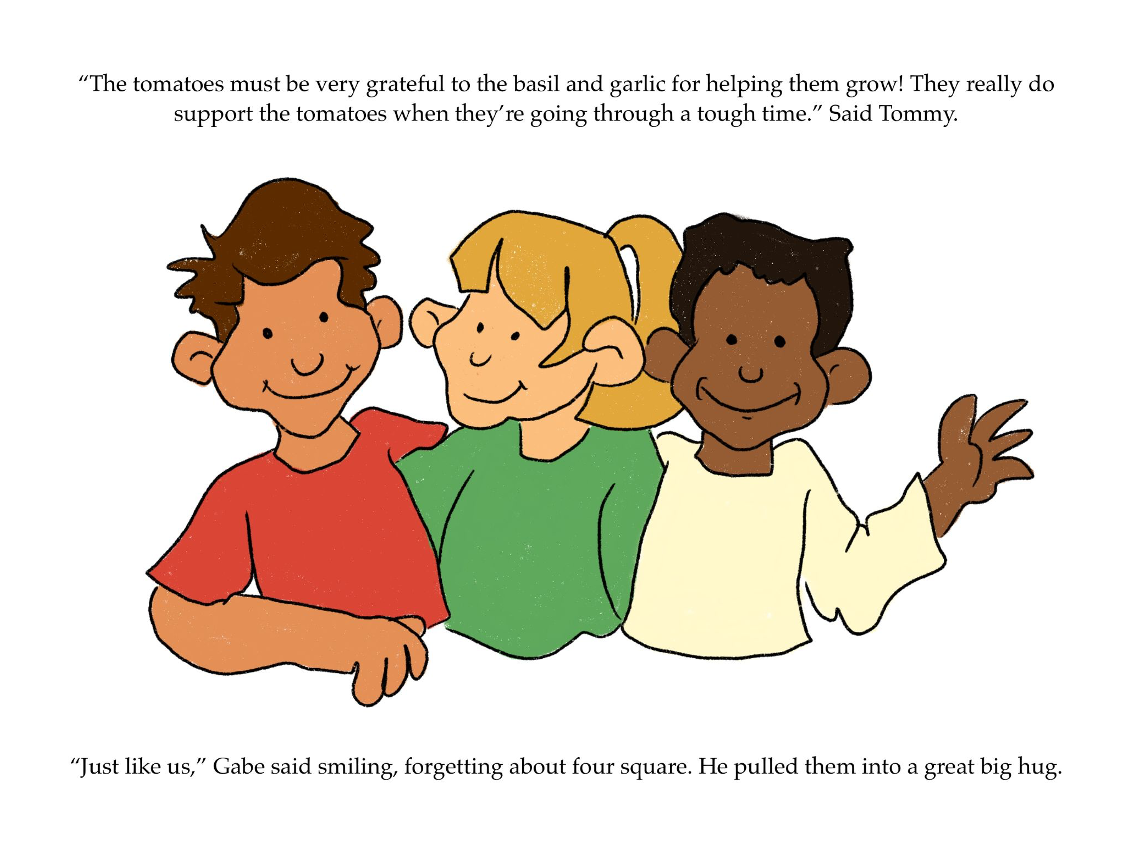 “The tomatoes must be very grateful to the basil and garlic for helping them grow! They really do
support the tomatoes when they’re going through a tough time.” Said Tommy.
“Just like us,” Gabe said smiling, forgetting about four square. He pulled them into a great big hug.